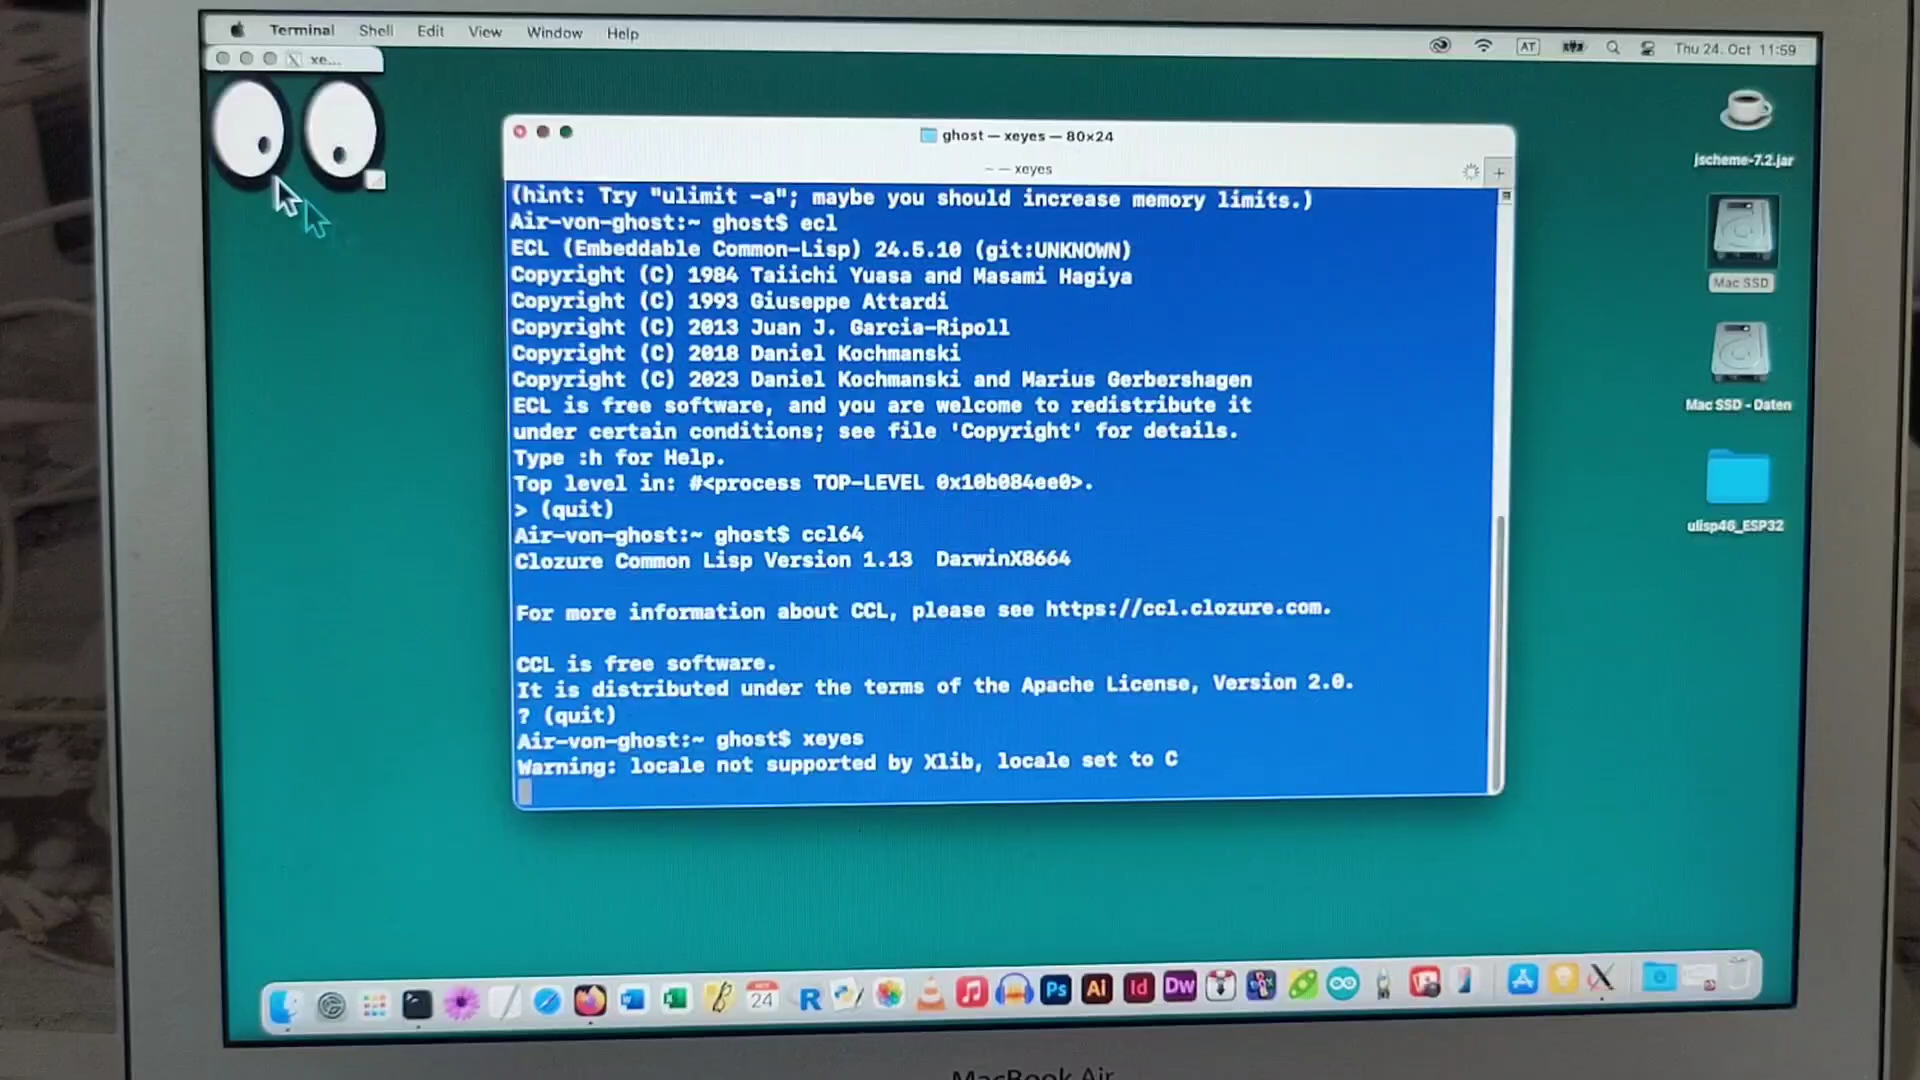 Terminal Shell Edit View Window Help
AT
Thu 24. Oct 11:59
xe...
ghost — xeyes — 80×24
~ — xeyes
(hint: Try "ulimit -a"; maybe you should increase memory limits.)
Air-von-ghost:~ ghost$ ecl
ECL (Embeddable Common-Lisp) 24.5.10 (git:UNKNOWN)
Copyright (C) 1984 Taiichi Yuasa and Masami Hagiya
Copyright (C) 1993 Giuseppe Attardi
Copyright (C) 2013 Juan J. Garcia-Ripoll
Copyright (C) 2018 Daniel Kochmanski
Copyright (C) 2023 Daniel Kochmanski and Marius Gerbershagen
ECL is free software, and you are welcome to redistribute it
under certain conditions; see file 'Copyright' for details.
Type :h for Help.
Top level in: #<process TOP-LEVEL 0x10b084ee0>.
> (quit)
Air-von-ghost:~ ghost$ ccl64
Clozure Common Lisp Version 1.13  DarwinX8664
For more information about CCL, please see https://ccl.clozure.com.
CCL is free software.
It is distributed under the terms of the Apache License, Version 2.0.
? (quit)
Air-von-ghost:~ ghost$ xeyes
Warning: locale not supported by Xlib, locale set to C
jscheme-7.2.jar
Mac SSD
Mac SSD - Daten
ulisp46_ESP32
24
R
Ps
Ai
Id
Dw
MacBook Air